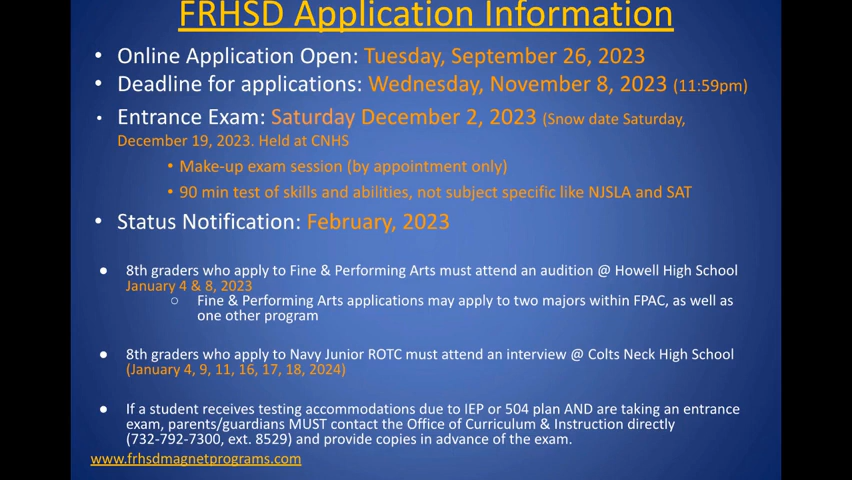 FRHSD Application Information
• Online Application Open: Tuesday, September 26, 2023
• Deadline for applications: Wednesday, November 8, 2023 (11:59pm)
• Entrance Exam: Saturday December 2, 2023 (Snow date Saturday,
December 19, 2023. Held at CNHS
• Make-up exam session (by appointment only)
• 90 min test of skills and abilities, not subject specific like NJSLA and SAT
• Status Notification: February, 2023
● 8th graders who apply to Fine & Performing Arts must attend an audition @ Howell High School
January 4 & 8, 2023
○ Fine & Performing Arts applications may apply to two majors within FPAC, as well as
one other program
● 8th graders who apply to Navy Junior ROTC must attend an interview @ Colts Neck High School
(January 4, 9, 11, 16, 17, 18, 2024)
● If a student receives testing accommodations due to IEP or 504 plan AND are taking an entrance
exam, parents/guardians MUST contact the Office of Curriculum & Instruction directly
(732-792-7300, ext. 8529) and provide copies in advance of the exam.
www.frhsdmagnetprograms.com